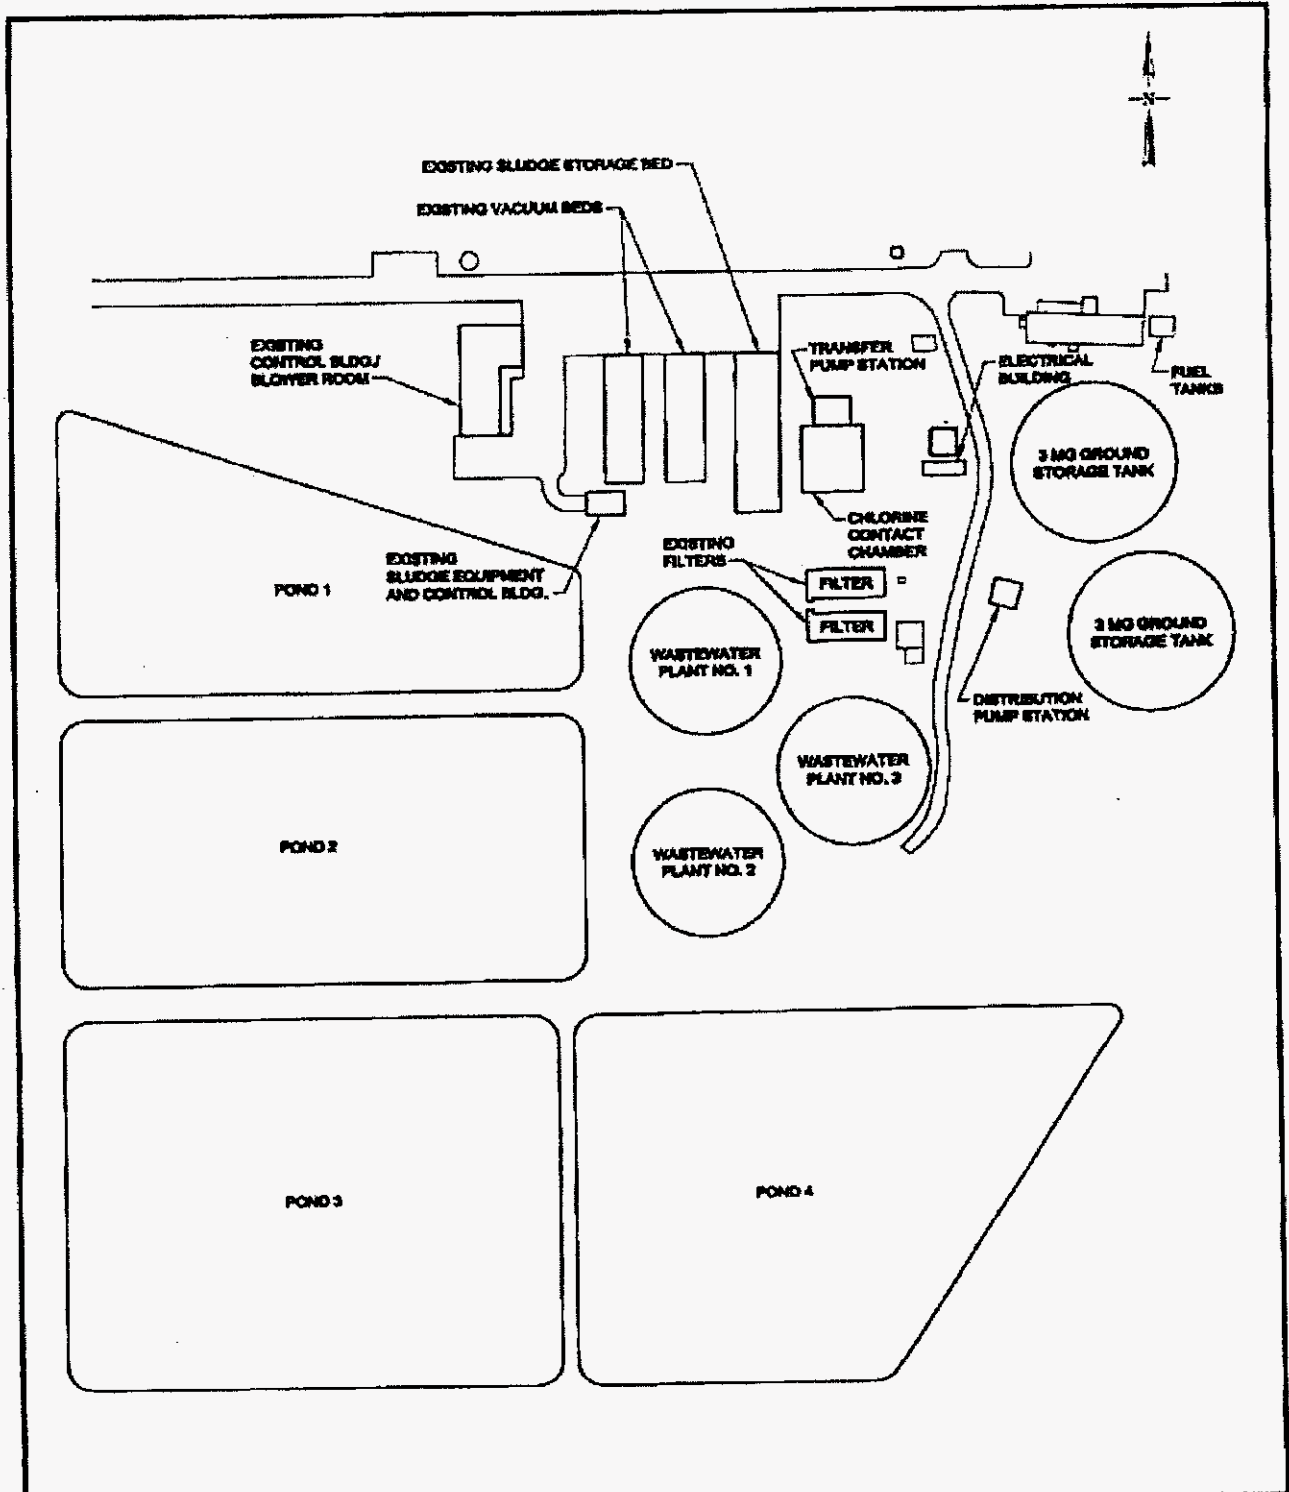 N
EXISTING SLUDGE STORAGE BED
EXISTING VACUUM BEDS
EXISTING
CONTROL BLDG./
BLOWER ROOM
TRANSFER
PUMP STATION
ELECTRICAL
BUILDING
FUEL
TANKS
3 MG GROUND
STORAGE TANK
CHLORINE
CONTACT
CHAMBER
EXISTING
FILTERS
EXISTING
SLUDGE EQUIPMENT
AND CONTROL BLDG.
FILTER
FILTER
POND 1
WASTEWATER
PLANT NO. 1
3 MG GROUND
STORAGE TANK
DISTRIBUTION
PUMP STATION
WASTEWATER
PLANT NO. 3
POND 2
WASTEWATER
PLANT NO. 2
POND 3
POND 4